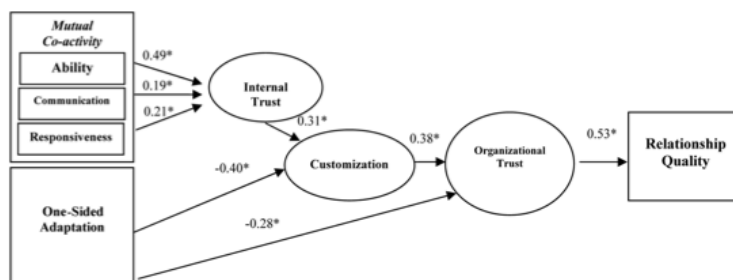 Mutual
Co-activity
Ability
Communication
Responsiveness
0.49*
0.19*
0.21*
Internal
Trust
0.31*
Customization
0.38*
Organizational
Trust
0.53*
Relationship
Quality
-0.40*
One-Sided
Adaptation
-0.28*